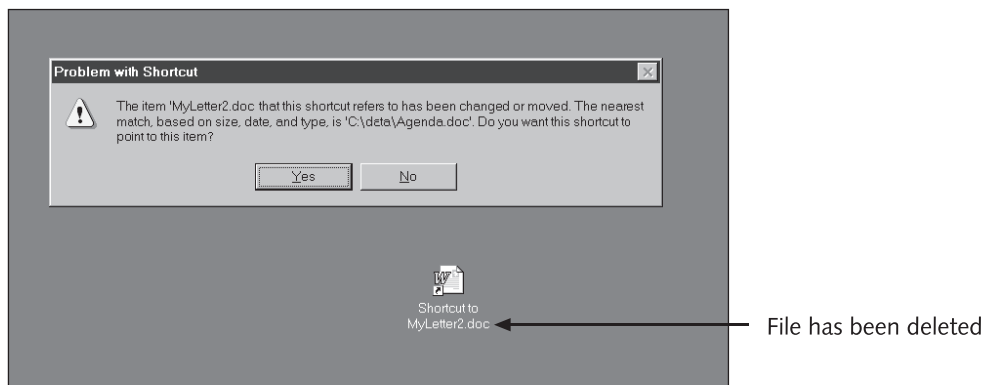 Problem with Shortcut
The item 'MyLetter2.doc that this shortcut refers to has been changed or moved. The nearest
match, based on size, date, and type, is 'C:\data\Agenda.doc'. Do you want this shortcut to
point to this item?
Yes
No
Shortcut to
MyLetter2.doc
File has been deleted